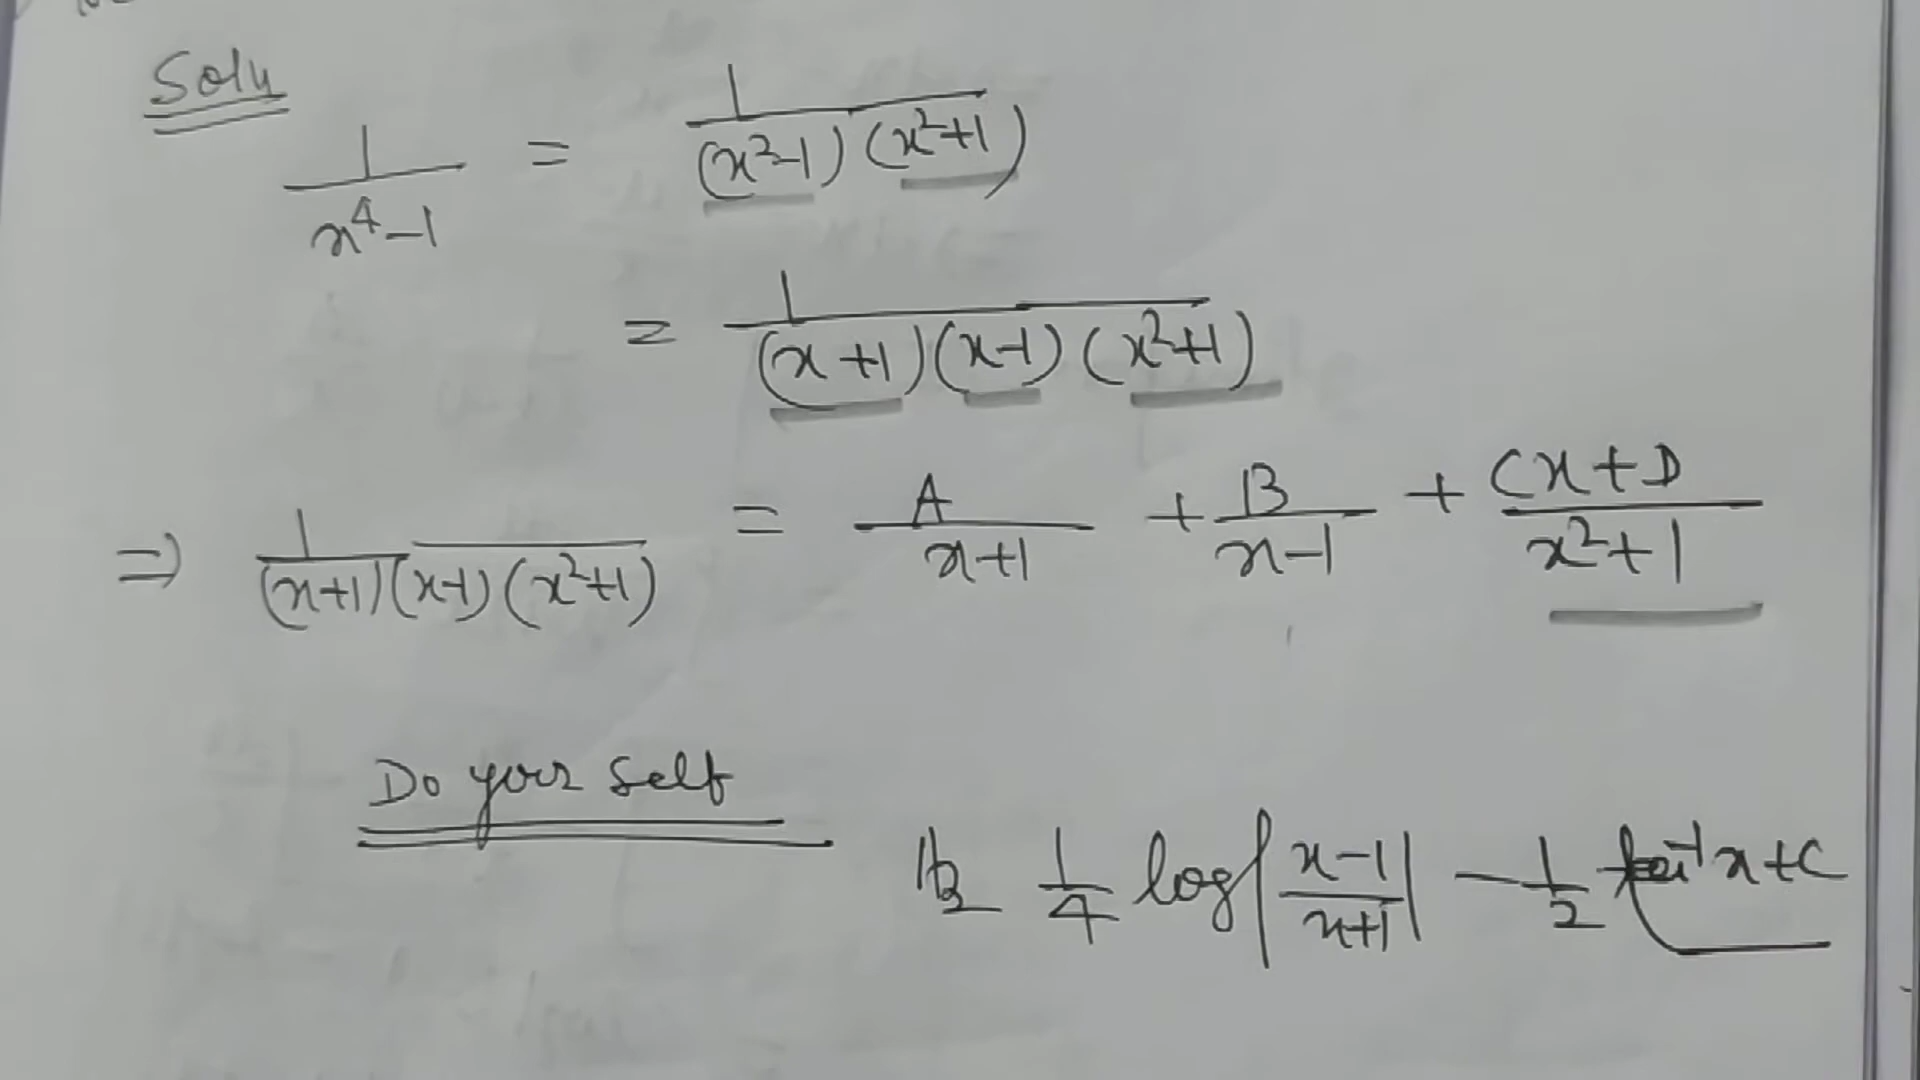 Soln
1/(x⁴-1) = 1/((x²-1)(x²+1))
= 1/((x+1)(x-1)(x²+1))
⇒ 1/((x+1)(x-1)(x²+1)) = A/(x+1) + B/(x-1) + (Cx+D)/(x²+1)
Do your self
1/4 log|(x-1)/(x+1)| - 1/2 tan⁻¹x+C